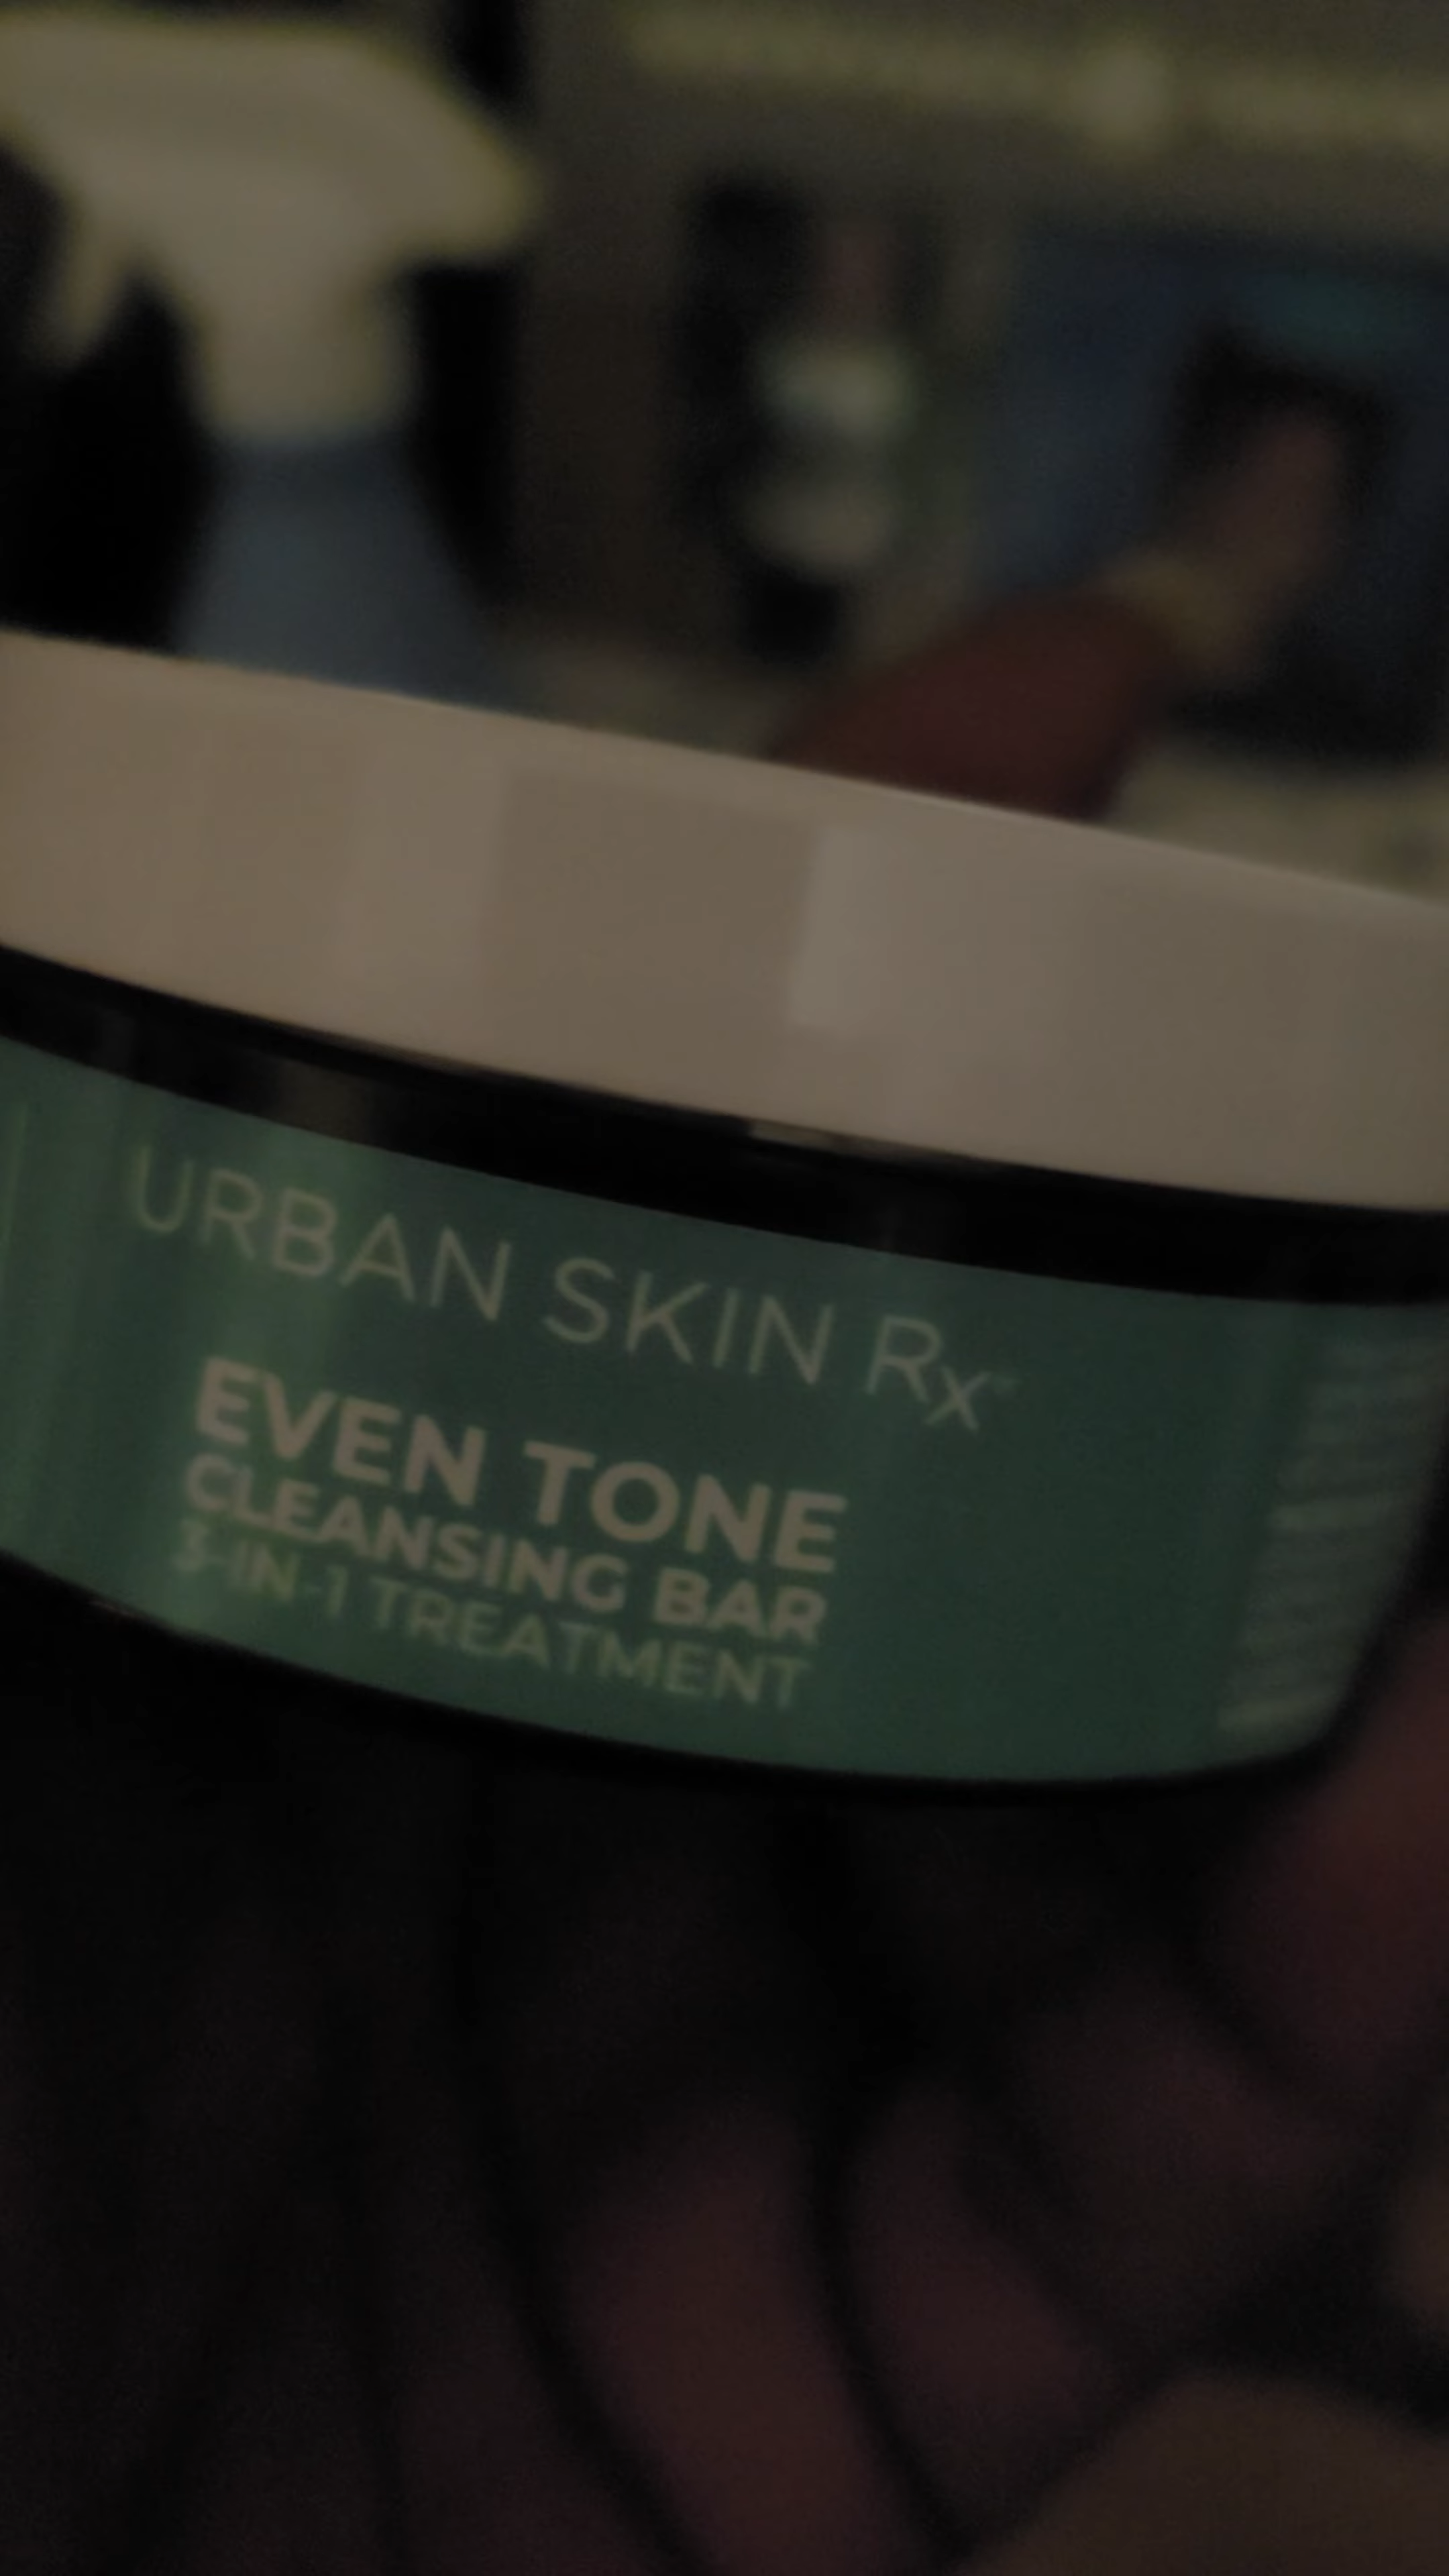 URBAN SKIN Rx
EVEN TONE
CLEANSING BAR
3-IN-1 TREATMENT